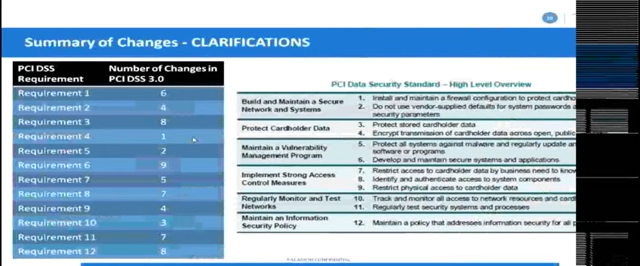 Summary of Changes - CLARIFICATIONS
PCI DSS Requirement
Number of Changes in PCI DSS 3.0
Requirement 1 6
Requirement 2 4
Requirement 3 8
Requirement 4 1
Requirement 5 2
Requirement 6 9
Requirement 7 5
Requirement 8 7
Requirement 9 4
Requirement 10 3
Requirement 11 7
Requirement 12 8
PCI Data Security Standard – High Level Overview
Build and Maintain a Secure Network and Systems
1. Install and maintain a firewall configuration to protect
2. Do not use vendor-supplied defaults for system passwords
security parameters
Protect Cardholder Data
3. Protect stored cardholder data
4. Encrypt transmission of cardholder data across open,
Maintain a Vulnerability Management Program
5. Protect all systems against malware and regularly update
software or programs
6. Develop and maintain secure systems and applications
Implement Strong Access Control Measures
7. Restrict access to cardholder data by business need to
8. Identify and authenticate access to system components
9. Restrict physical access to cardholder data
Regularly Monitor and Test Networks
10. Track and monitor all access to network resources and
11. Regularly test security systems and processes
Maintain an Information Security Policy
12. Maintain a policy that addresses information security for all